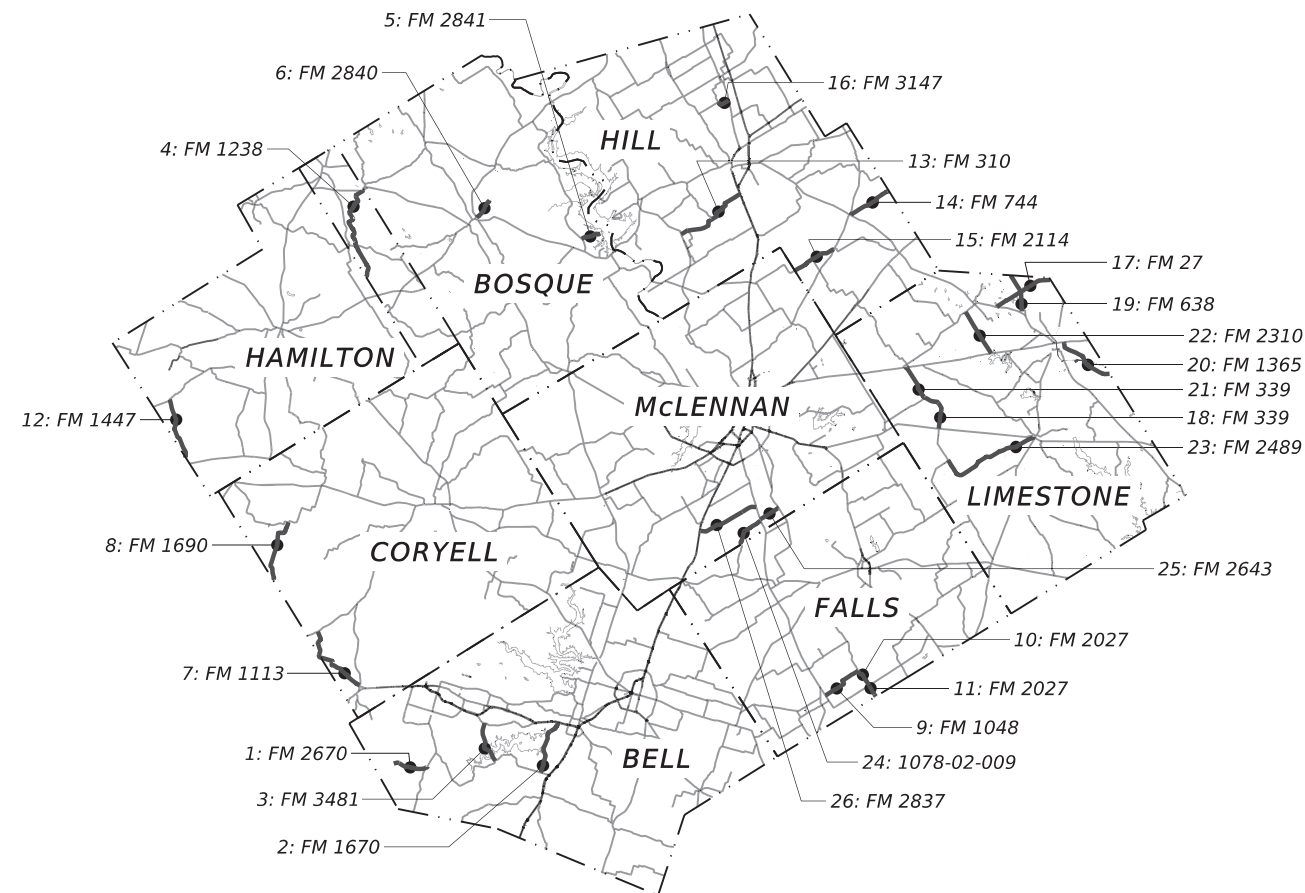 5: FM 2841
6: FM 2840
16: FM 3147
HILL
4: FM 1238
13: FM 310
14: FM 744
15: FM 2114
17: FM 27
BOSQUE
19: FM 638
22: FM 2310
HAMILTON
20: FM 1365
21: FM 339
McLENNAN
12: FM 1447
18: FM 339
23: FM 2489
LIMESTONE
8: FM 1690
CORYELL
25: FM 2643
FALLS
10: FM 2027
7: FM 1113
11: FM 2027
9: FM 1048
1: FM 2670
BELL
24: 1078-02-009
3: FM 3481
26: FM 2837
2: FM 1670